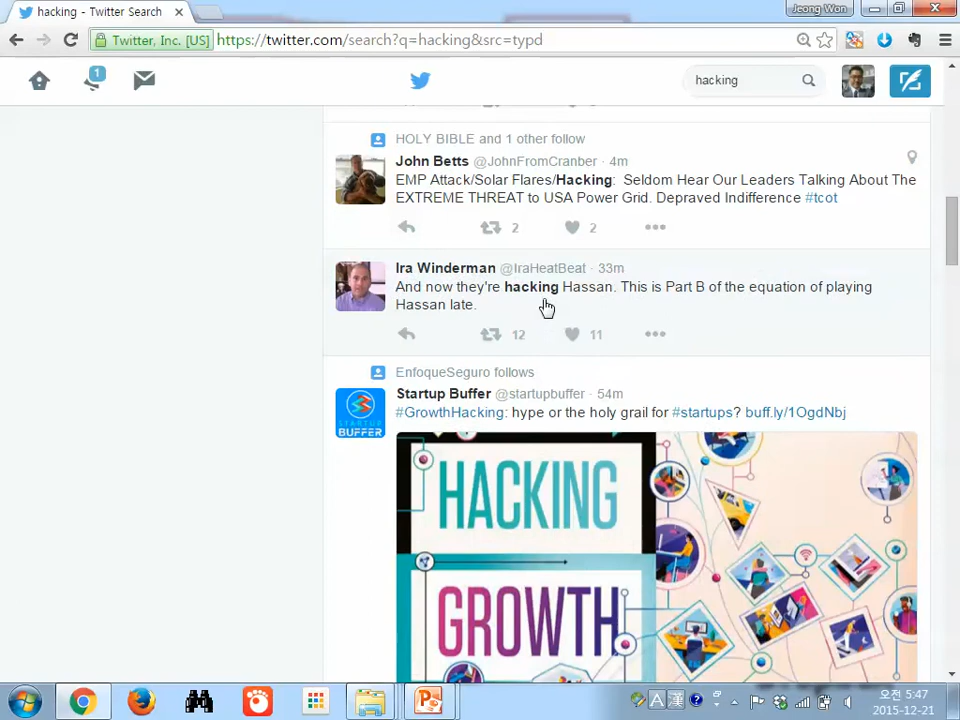 hacking - Twitter Search
Jeong Won
Twitter, Inc. [US]
https://twitter.com/search?q=hacking&src=typd
1
hacking
HOLY BIBLE and 1 other follow
John Betts @JohnFromCranber · 4m
EMP Attack/Solar Flares/Hacking: Seldom Hear Our Leaders Talking About The
EXTREME THREAT to USA Power Grid. Depraved Indifference #tcot
2 2
Ira Winderman @IraHeatBeat · 33m
And now they're hacking Hassan. This is Part B of the equation of playing
Hassan late.
12 11
EnfoqueSeguro follows
Startup Buffer @startupbuffer · 54m
#GrowthHacking: hype or the holy grail for #startups? buff.ly/1OgdNbj
STARTUP
BUFFER
HACKING
GROWTH
A 漢
오전 5:47
2015-12-21